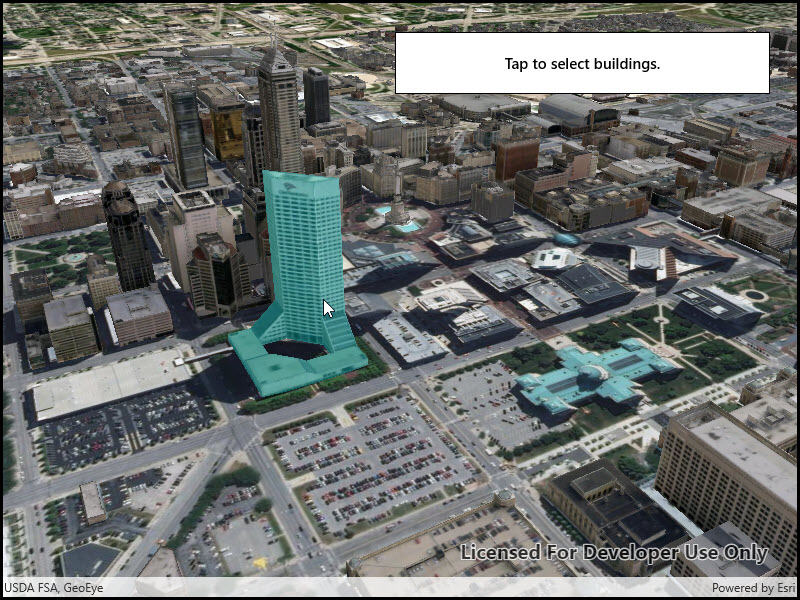 Tap to select buildings.
Licensed For Developer Use Only
USDA FSA, GeoEye
Powered by Esri